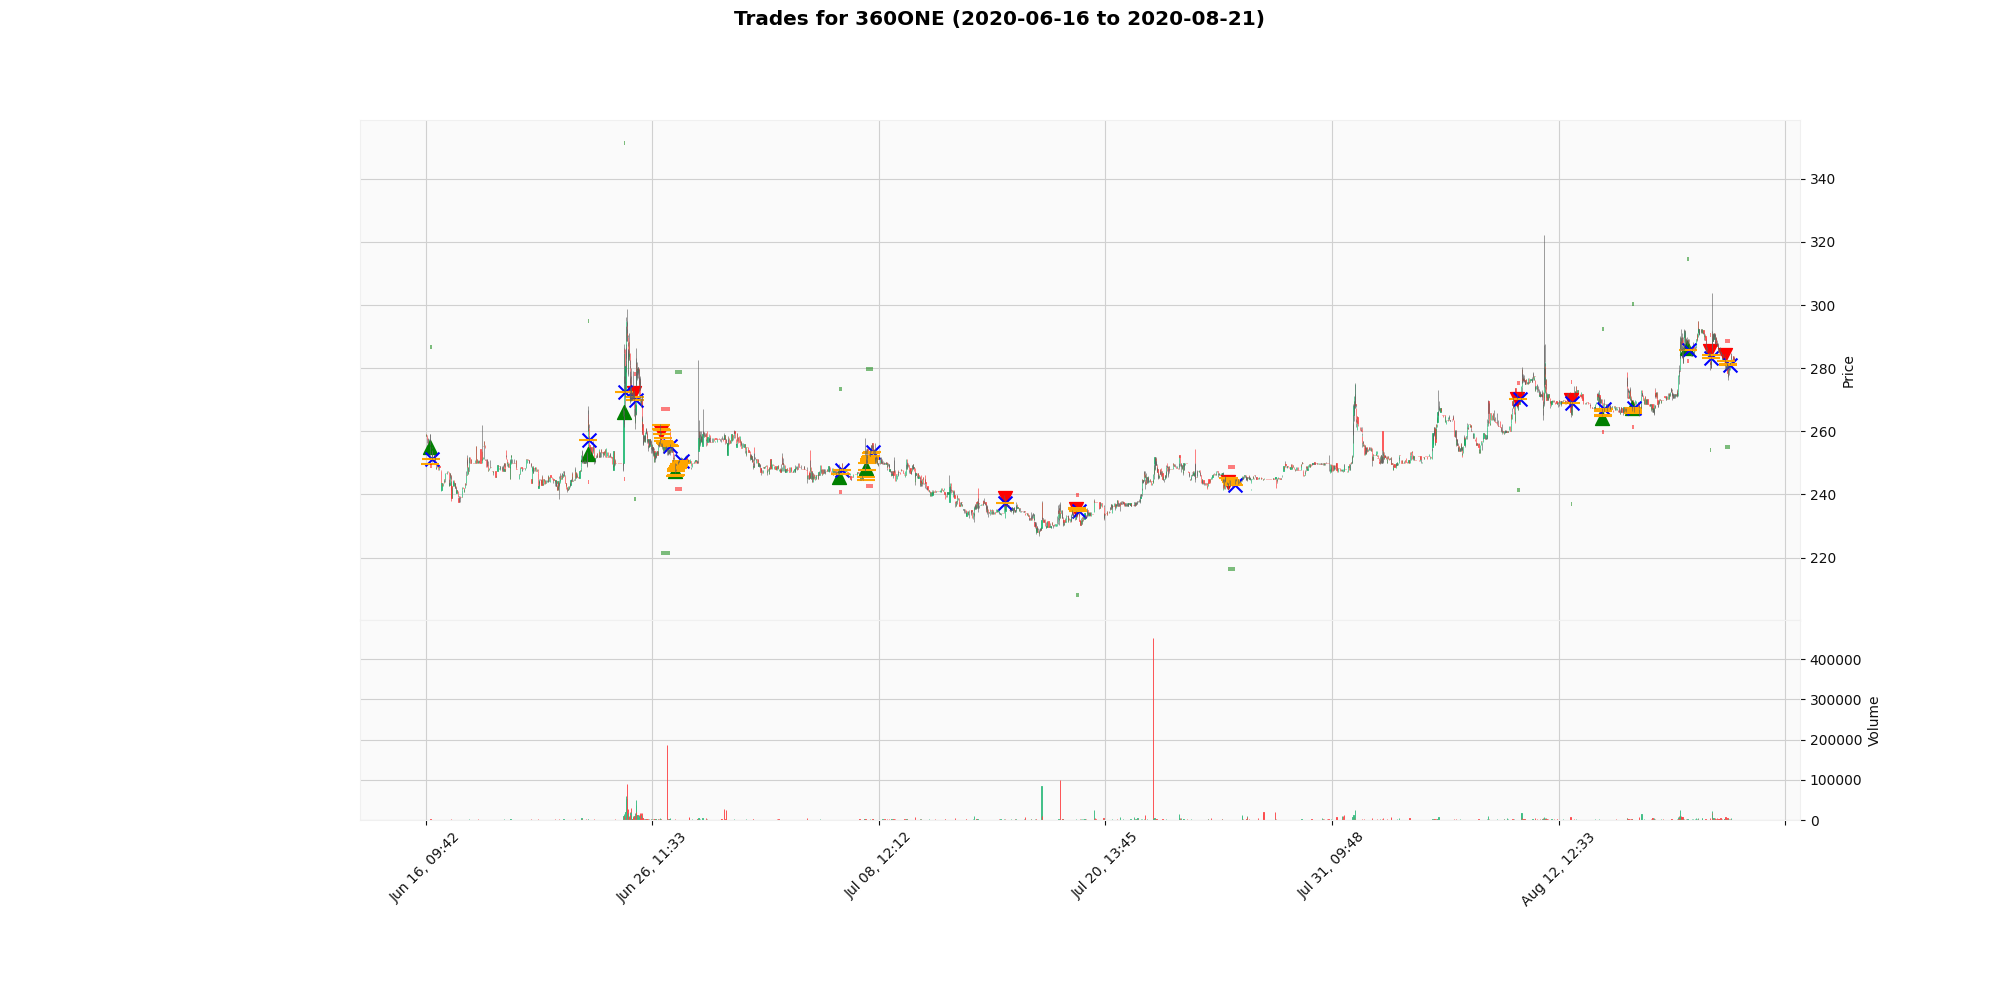 Trades for 360ONE (2020-06-16 to 2020-08-21)
340
320
300
280
260
240
220
Price
400000
300000
200000
100000
0
Volume
Jun 16, 09:42
Jun 26, 11:33
Jul 08, 12:12
Jul 20, 13:45
Jul 31, 09:48
Aug 12, 12:33